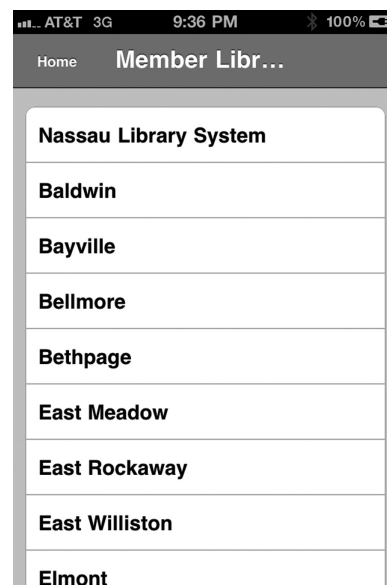 AT&T 3G 9:36 PM 100%
Home Member Libr...
Nassau Library System
Baldwin
Bayville
Bellmore
Bethpage
East Meadow
East Rockaway
East Williston
Elmont